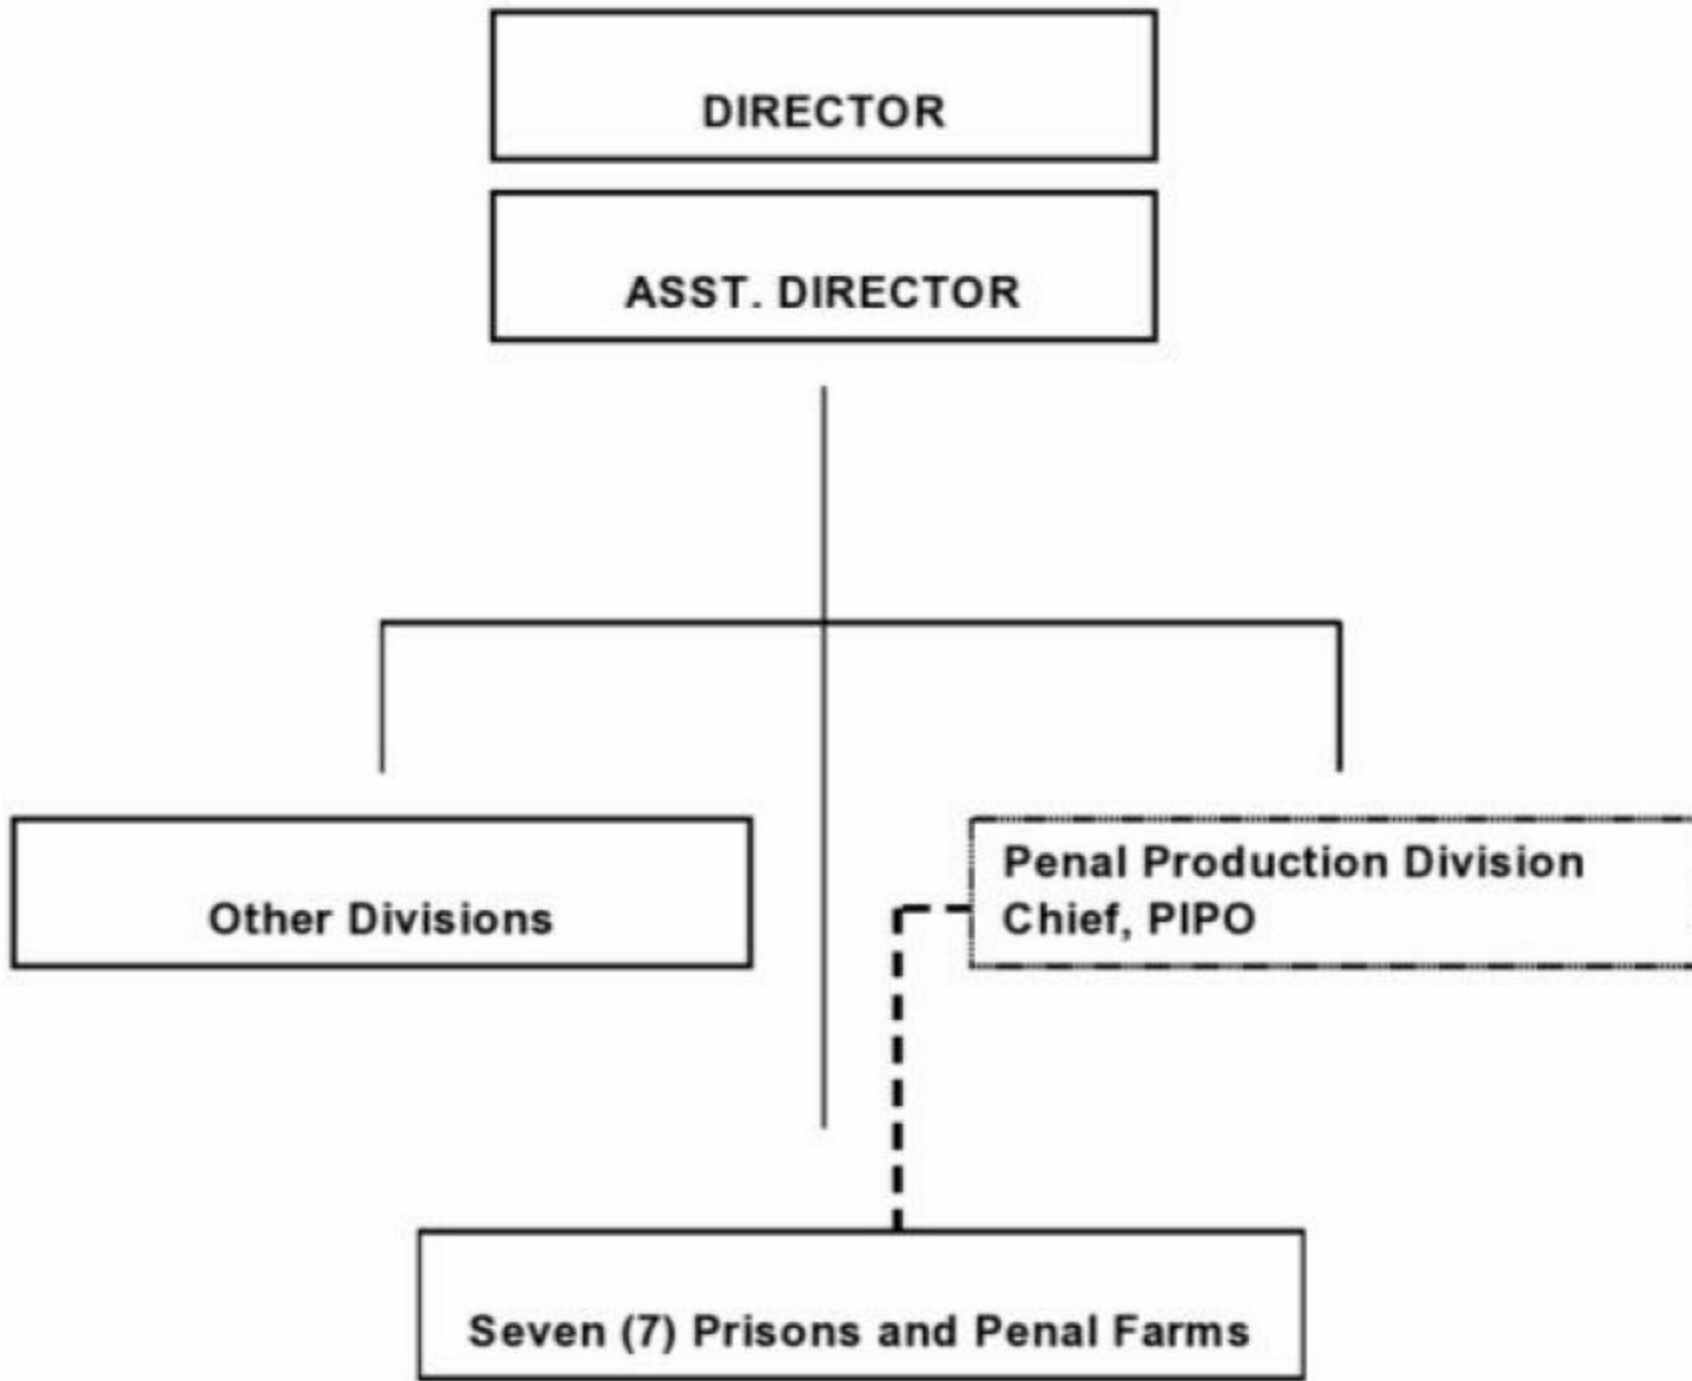 DIRECTOR
ASST. DIRECTOR
Other Divisions
Penal Production Division
Chief, PIPO
Seven (7) Prisons and Penal Farms